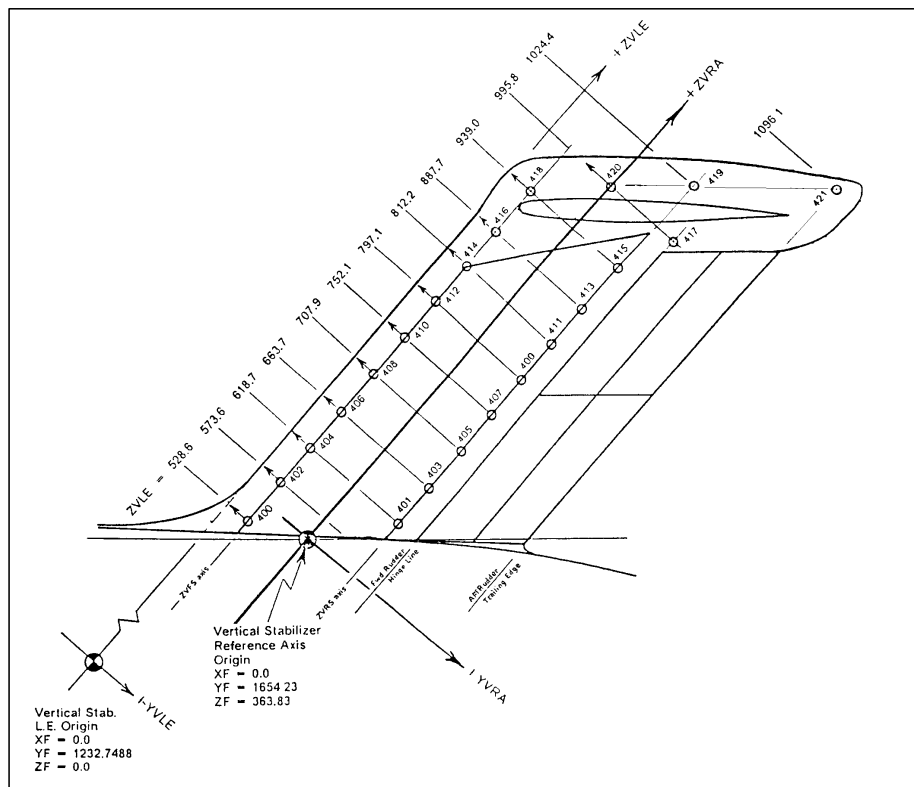 + ZVLE
+ ZVRA
1024.4
995.8
939.0
887.7
812.2
797.1
752.1
707.9
663.7
618.7
573.6
ZVLE = 528.6
1096.1
418
420
419
421
416
417
414
415
412
413
410
411
408
400
406
407
404
405
402
403
400
401
ZVFS axis
ZVRS axis
Fwd Rudder
Hinge Line
Aft Rudder
Trailing Edge
YVRA
YVLE
Vertical Stabilizer
Reference Axis
Origin
XF = 0.0
YF = 1654 23
ZF = 363.83
Vertical Stab.
L.E. Origin
XF = 0.0
YF = 1232.7488
ZF = 0.0